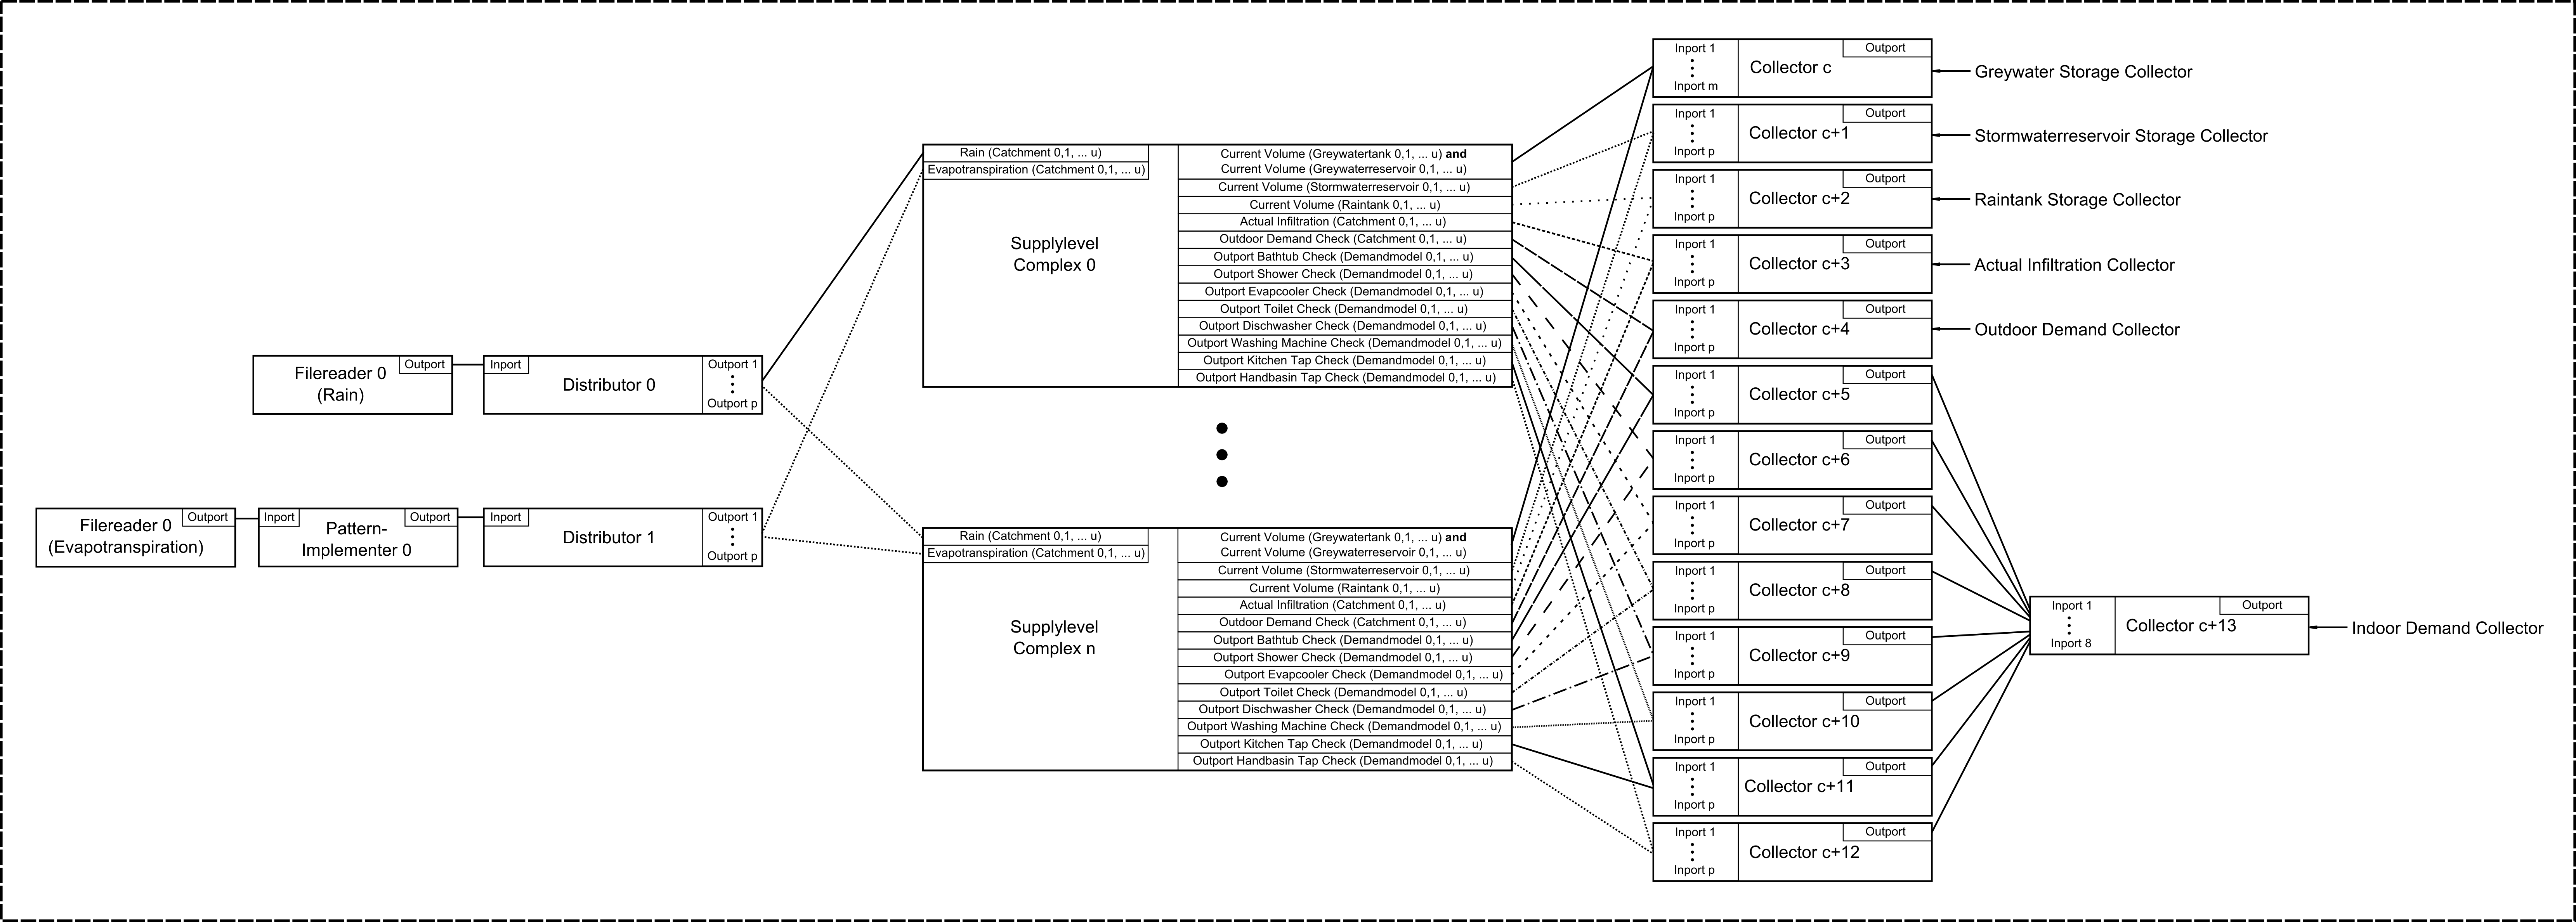 Filereader 0
(Rain)
Outport
Inport
Distributor 0
Outport 1
Outport p
Filereader 0
(Evapotranspiration)
Outport
Inport
Pattern-
Implementer 0
Outport
Inport
Distributor 1
Outport 1
Outport p
Rain (Catchment 0,1, ... u)
Evapotranspiration (Catchment 0,1, ... u)
Supplylevel
Complex 0
Current Volume (Greywatertank 0,1, ... u) and
Current Volume (Greywaterreservoir 0,1, ... u)
Current Volume (Stormwaterreservoir 0,1, ... u)
Current Volume (Raintank 0,1, ... u)
Actual Infiltration (Catchment 0,1, ... u)
Outdoor Demand Check (Catchment 0,1, ... u)
Outport Bathtub Check (Demandmodel 0,1, ... u)
Outport Shower Check (Demandmodel 0,1, ... u)
Outport Evapcooler Check (Demandmodel 0,1, ... u)
Outport Toilet Check (Demandmodel 0,1, ... u)
Outport Dischwasher Check (Demandmodel 0,1, ... u)
Outport Washing Machine Check (Demandmodel 0,1, ... u)
Outport Kitchen Tap Check (Demandmodel 0,1, ... u)
Outport Handbasin Tap Check (Demandmodel 0,1, ... u)
Rain (Catchment 0,1, ... u)
Evapotranspiration (Catchment 0,1, ... u)
Supplylevel
Complex n
Current Volume (Greywatertank 0,1, ... u) and
Current Volume (Greywaterreservoir 0,1, ... u)
Current Volume (Stormwaterreservoir 0,1, ... u)
Current Volume (Raintank 0,1, ... u)
Actual Infiltration (Catchment 0,1, ... u)
Outdoor Demand Check (Catchment 0,1, ... u)
Outport Bathtub Check (Demandmodel 0,1, ... u)
Outport Shower Check (Demandmodel 0,1, ... u)
Outport Evapcooler Check (Demandmodel 0,1, ... u)
Outport Toilet Check (Demandmodel 0,1, ... u)
Outport Dischwasher Check (Demandmodel 0,1, ... u)
Outport Washing Machine Check (Demandmodel 0,1, ... u)
Outport Kitchen Tap Check (Demandmodel 0,1, ... u)
Outport Handbasin Tap Check (Demandmodel 0,1, ... u)
Inport 1
Inport m
Collector c
Outport
Greywater Storage Collector
Inport 1
Inport p
Collector c+1
Outport
Stormwaterreservoir Storage Collector
Inport 1
Inport p
Collector c+2
Outport
Raintank Storage Collector
Inport 1
Inport p
Collector c+3
Outport
Actual Infiltration Collector
Inport 1
Inport p
Collector c+4
Outport
Outdoor Demand Collector
Inport 1
Inport p
Collector c+5
Outport
Inport 1
Inport p
Collector c+6
Outport
Inport 1
Inport p
Collector c+7
Outport
Inport 1
Inport p
Collector c+8
Outport
Inport 1
Inport p
Collector c+9
Outport
Inport 1
Inport p
Collector c+10
Outport
Inport 1
Inport p
Collector c+11
Outport
Inport 1
Inport p
Collector c+12
Outport
Inport 1
Inport 8
Collector c+13
Outport
Indoor Demand Collector